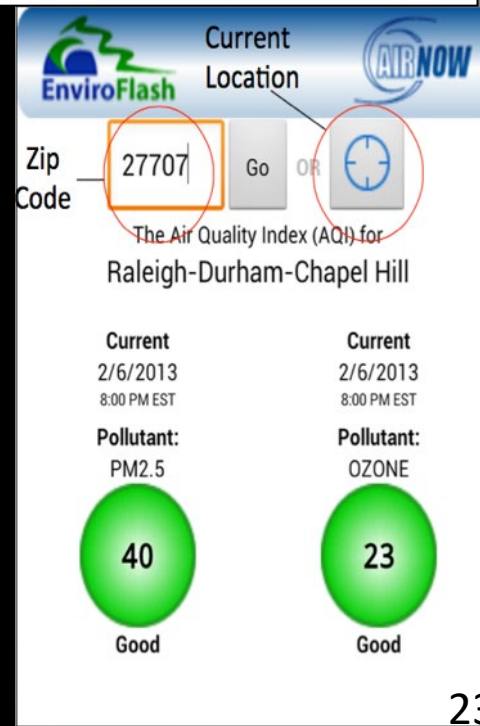 Current
Location
EnviroFlash
AIRNOW
Zip
Code
27707
Go
OR
The Air Quality Index (AQI) for
Raleigh-Durham-Chapel Hill
Current
2/6/2013
8:00 PM EST
Pollutant:
PM2.5
40
Good
Current
2/6/2013
8:00 PM EST
Pollutant:
OZONE
23
Good